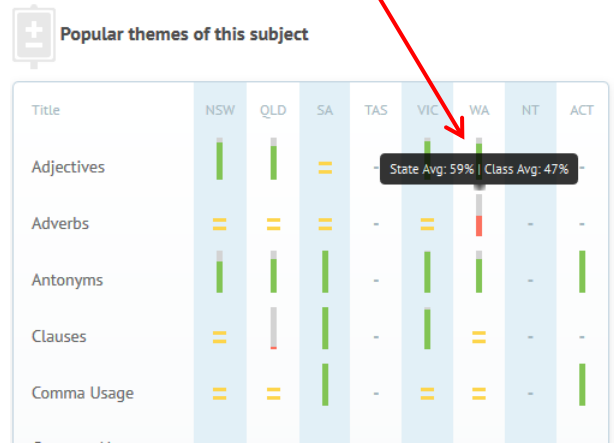 Popular themes of this subject
Title NSW QLD SA TAS VIC WA NT ACT
Adjectives = -
State Avg: 59% | Class Avg: 47%
Adverbs = = = - = - -
Antonyms - -
Clauses = - = - -
Comma Usage = = - = = -